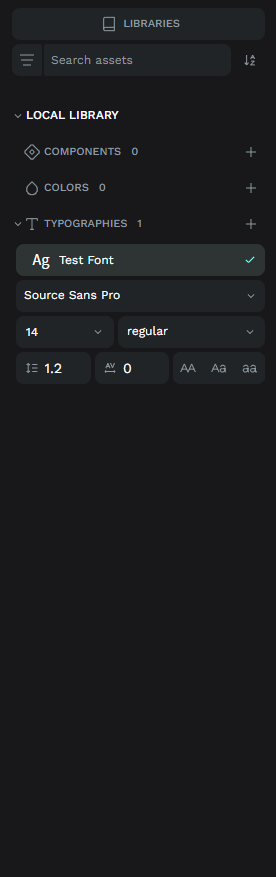 LIBRARIES
Search assets
LOCAL LIBRARY
COMPONENTS 0
COLORS 0
TYPOGRAPHIES 1
Ag Test Font
Source Sans Pro
14 regular
1.2 AV 0 AA Aa aa